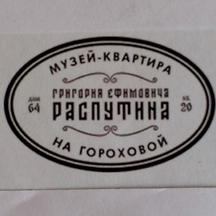 МУЗЕЙ-КВАРТИРА
ГРИГОРИЯ ЕФИМОВИЧА
ДОМ 64
РАСПУТИНА
КВ. 20
НА ГОРОХОВОЙ